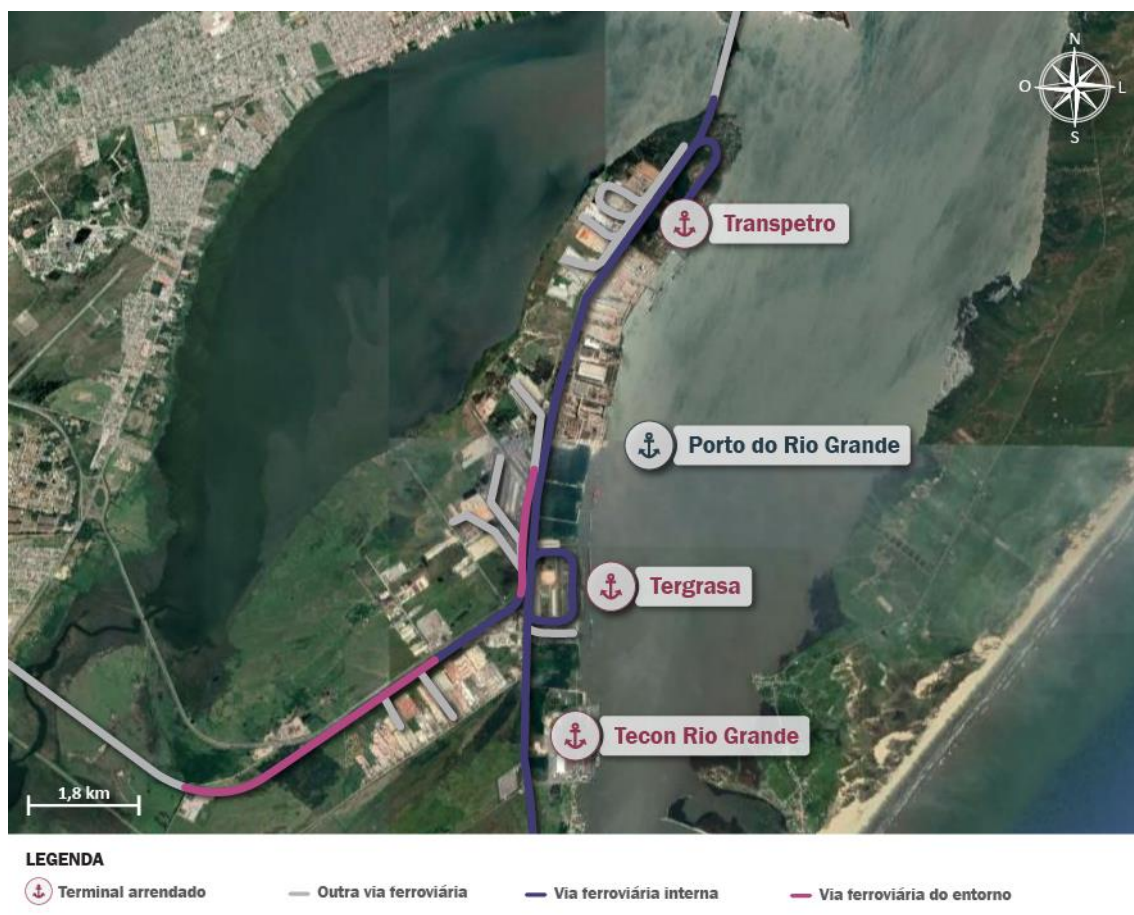 N
O
L
S
Transpetro
Porto do Rio Grande
Tergrasa
Tecon Rio Grande
1,8 km
LEGENDA
Terminal arrendado
Outra via ferroviária
Via ferroviária interna
Via ferroviária do entorno